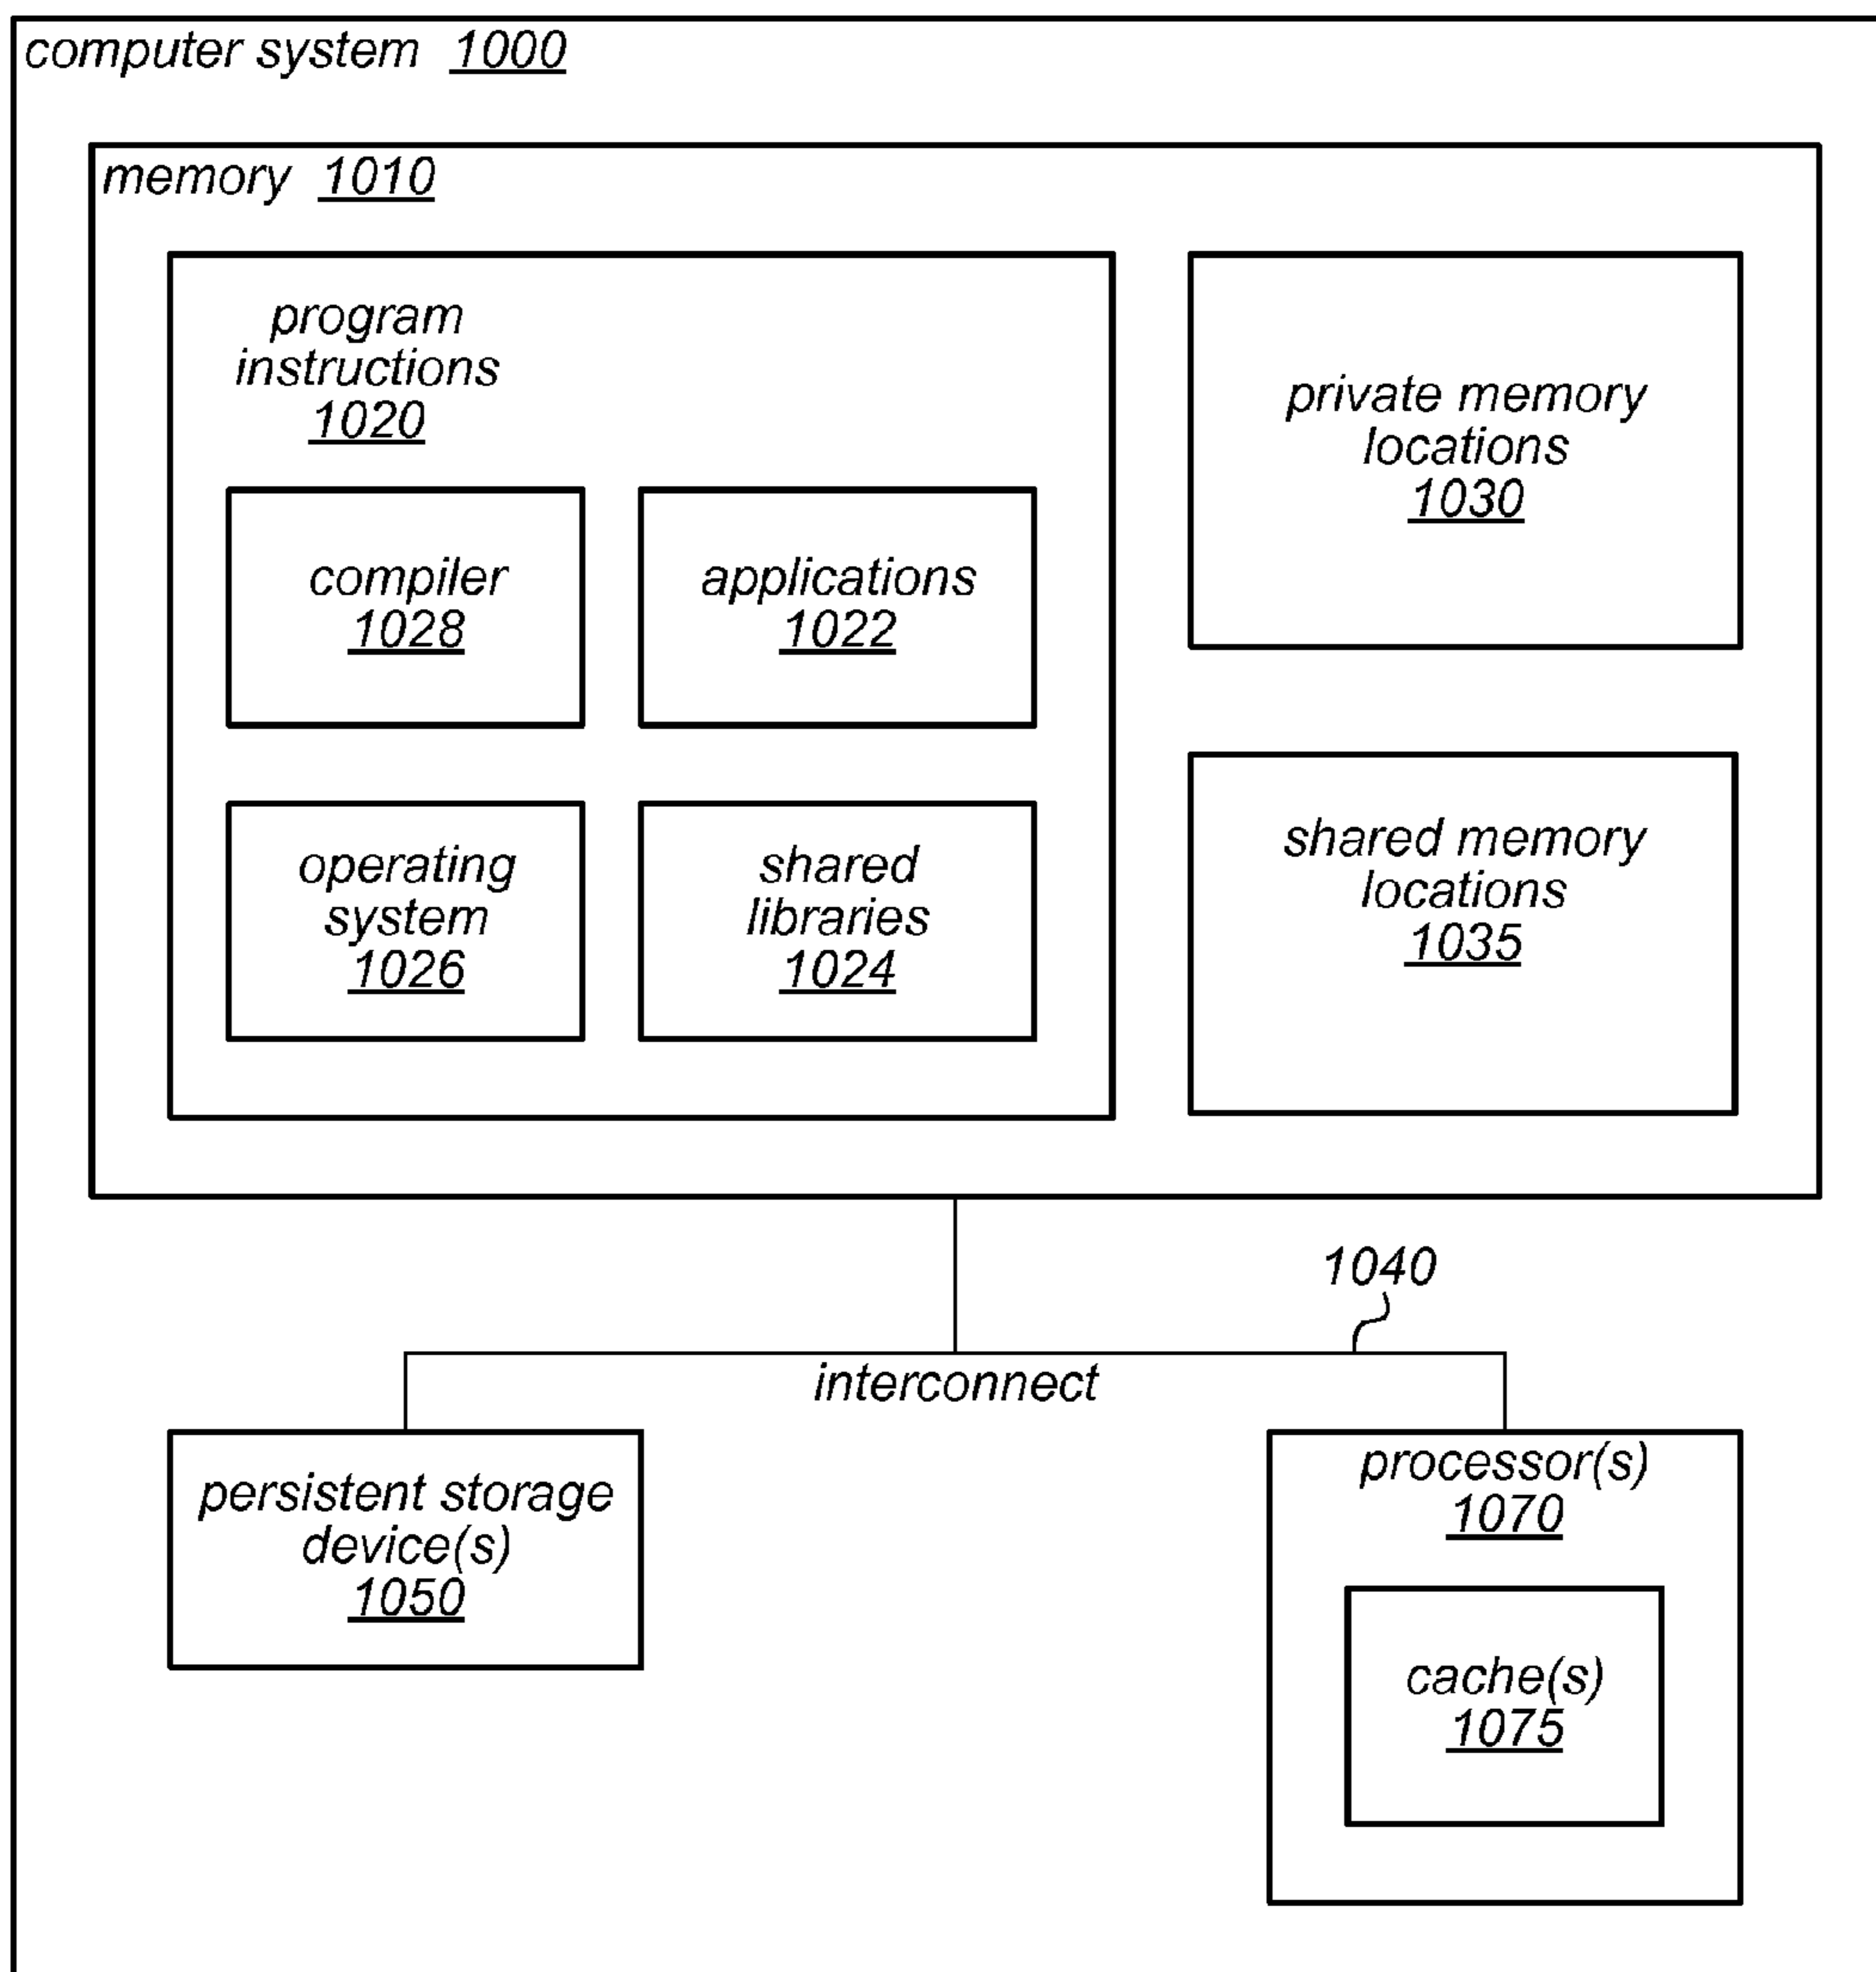 computer system 1000
memory 1010
program
instructions
1020
compiler
1028
applications
1022
operating
system
1026
shared
libraries
1024
private memory
locations
1030
shared memory
locations
1035
1040
interconnect
persistent storage
device(s)
1050
processor(s)
1070
cache(s)
1075